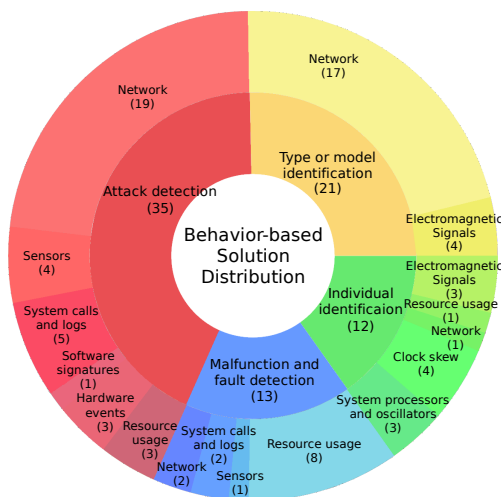 Network
(19)
Network
(17)
Type or model
identification
(21)
Attack detection
(35)
Behavior-based
Solution
Distribution
Electromagnetic
Signals
(4)
Sensors
(4)
Electromagnetic
Signals
(3)
Individual
identificaion
(12)
Resource usage
(1)
Network
(1)
System calls
and logs
(5)
Software
signatures
(1)
Malfunction and
fault detection
(13)
Clock skew
(4)
Hardware
events
(3)
System processors
and oscillators
(3)
Resource
usage
(3)
System calls
and logs
(2)
Resource usage
(8)
Network
(2)
Sensors
(1)